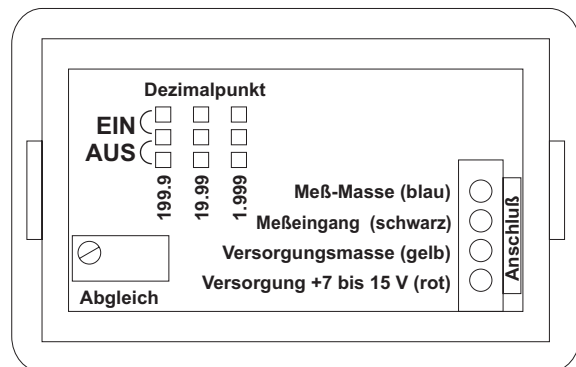 Dezimalpunkt
EIN
AUS
199.9
19.99
1.999
Meß-Masse (blau)
Meßeingang (schwarz)
Versorgungsmasse (gelb)
Versorgung +7 bis 15 V (rot)
Anschluß
Abgleich